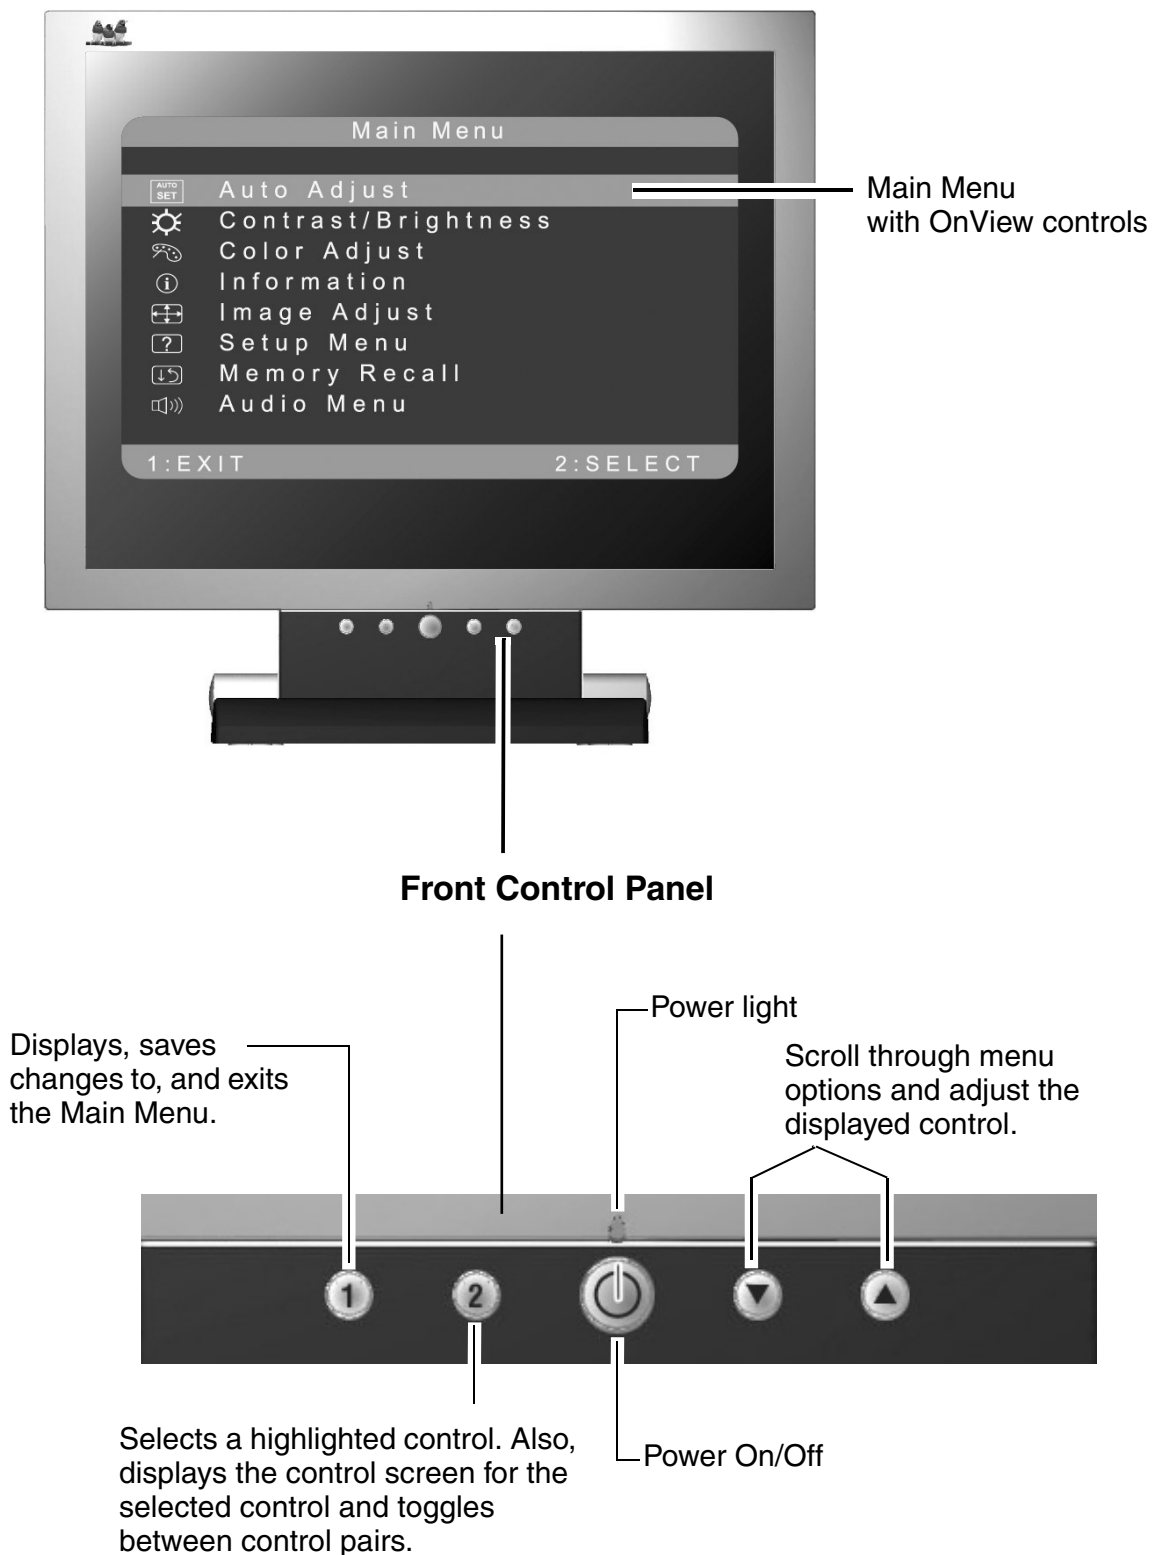 Main Menu
AUTO
SET
Auto Adjust
Contrast/Brightness
Color Adjust
Information
Image Adjust
Setup Menu
Memory Recall
Audio Menu
1:EXIT 2:SELECT
Main Menu
with OnView controls
Front Control Panel
Power light
Displays, saves
changes to, and exits
the Main Menu.
Scroll through menu
options and adjust the
displayed control.
1
2
Selects a highlighted control. Also,
displays the control screen for the
selected control and toggles
between control pairs.
Power On/Off